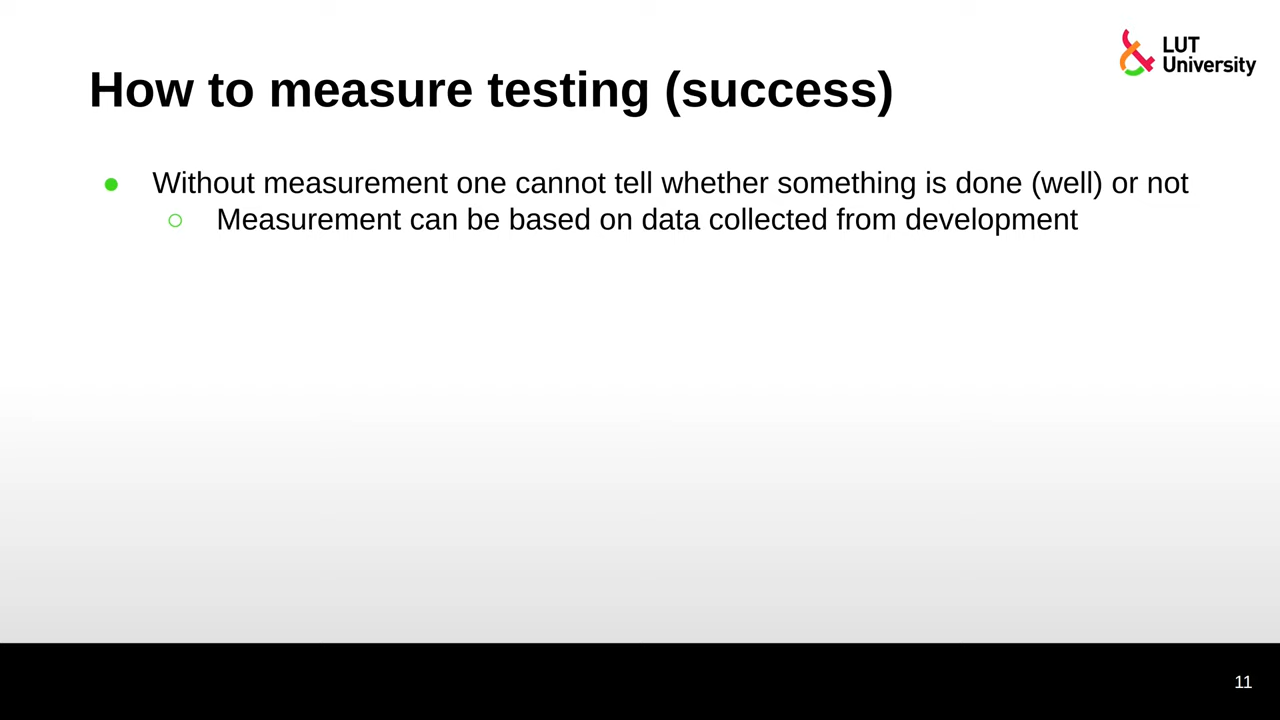 LUT
University
How to measure testing (success)
● Without measurement one cannot tell whether something is done (well) or not
○ Measurement can be based on data collected from development
11